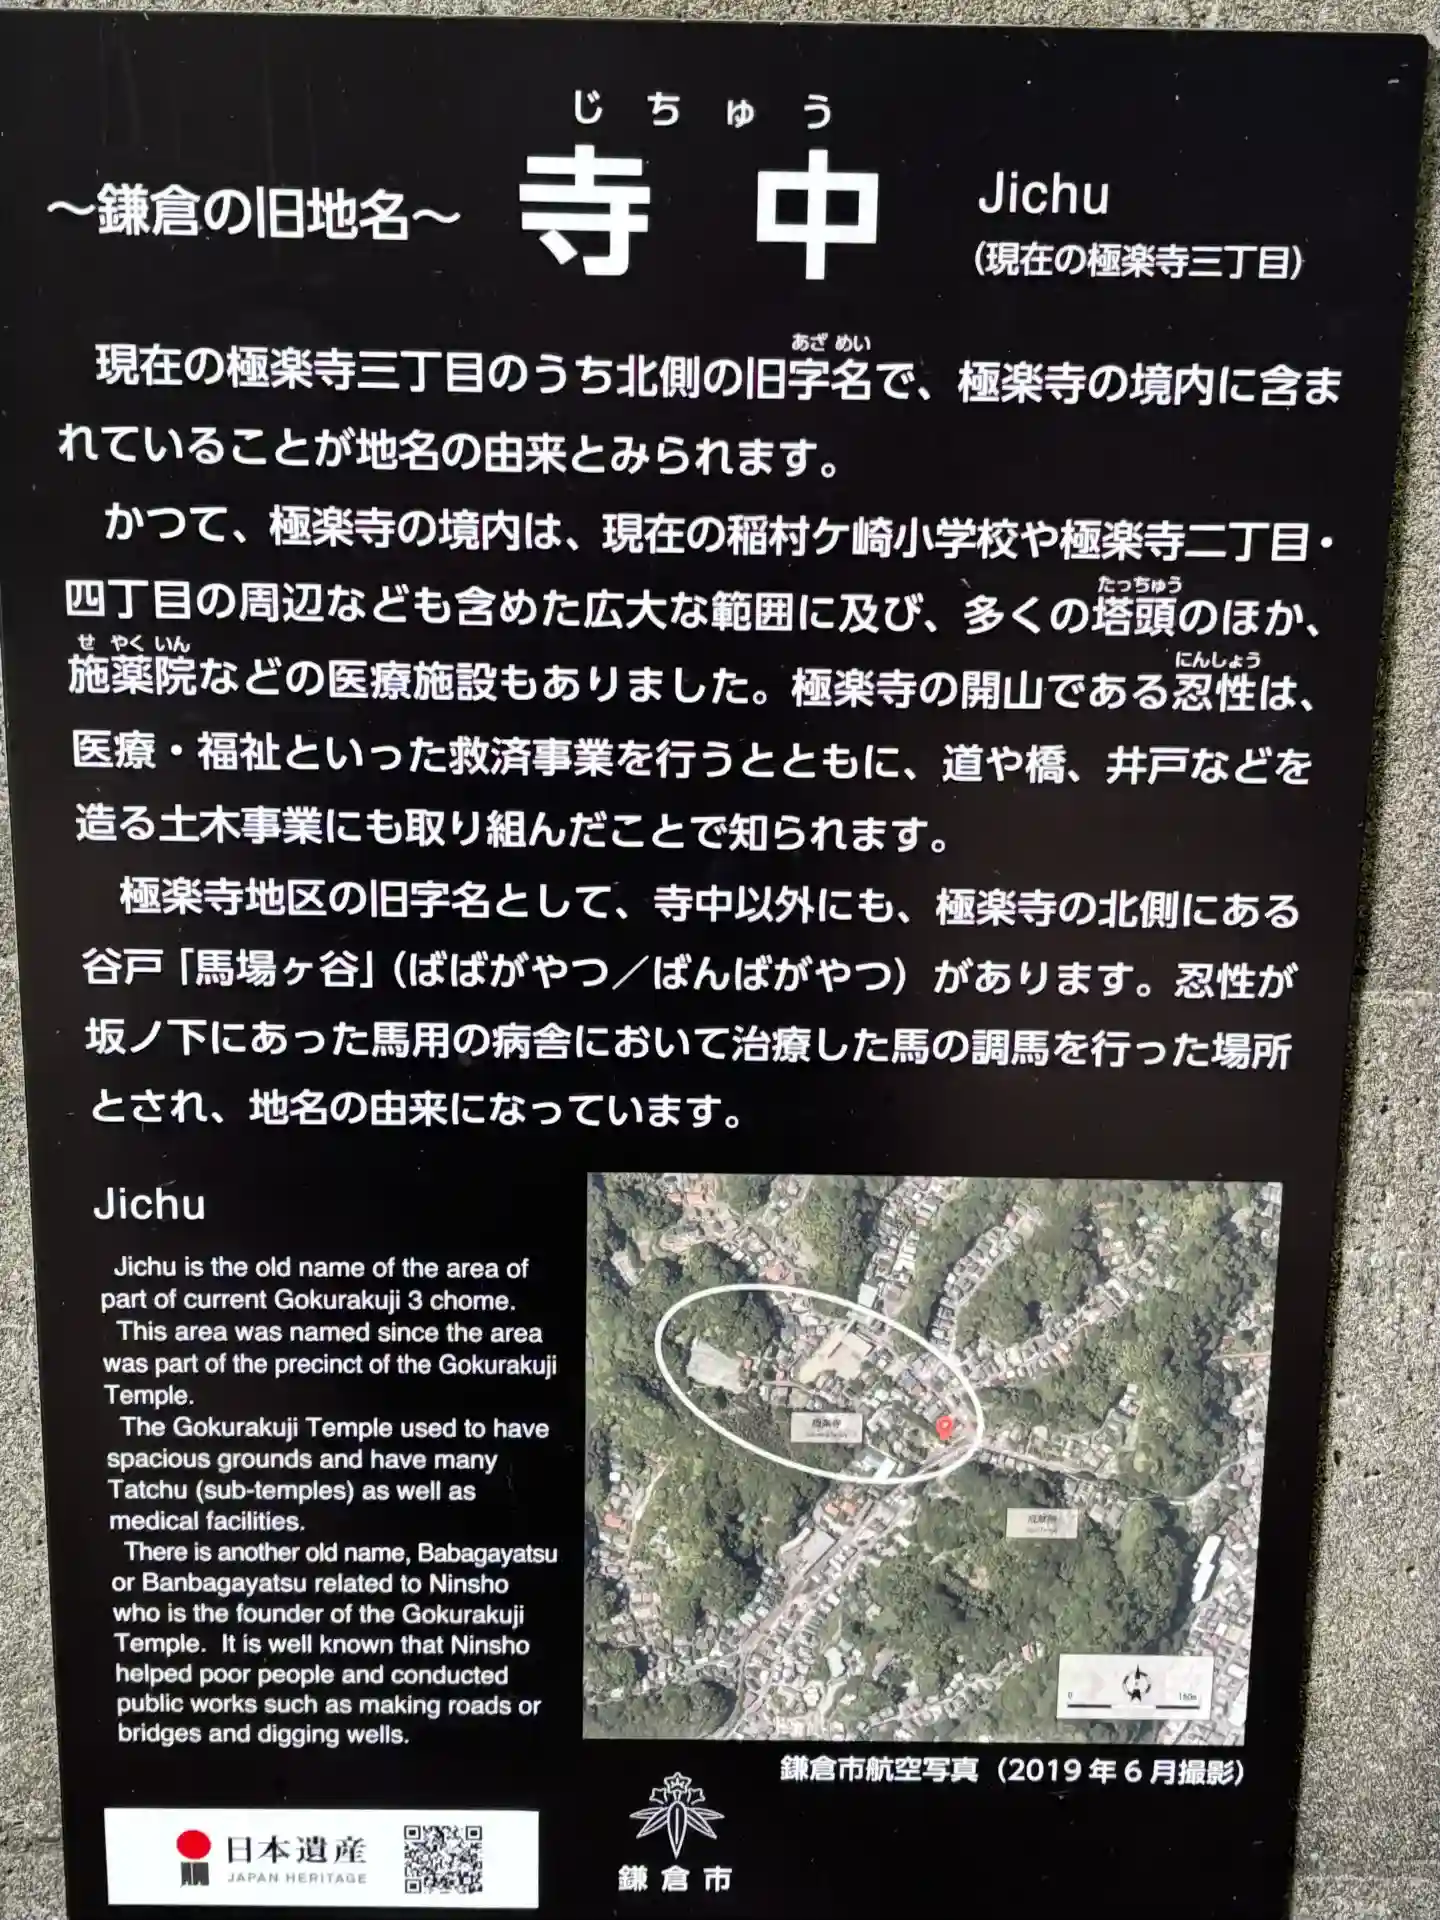 じちゅう
～鎌倉の旧地名～ 寺中 Jichu
(現在の極楽寺三丁目)
あざ めい
現在の極楽寺三丁目のうち北側の旧字名で、極楽寺の境内に含ま
れていることが地名の由来とみられます。
かつて、極楽寺の境内は、現在の稲村ケ崎小学校や極楽寺二丁目・
たっちゅう
四丁目の周辺なども含めた広大な範囲に及び、多くの塔頭のほか、
せ やく いん
にんしょう
施薬院などの医療施設もありました。極楽寺の開山である忍性は、
医療・福祉といった救済事業を行うとともに、道や橋、井戸などを
造る土木事業にも取り組んだことで知られます。
極楽寺地区の旧字名として、寺中以外にも、極楽寺の北側にある
谷戸「馬場ヶ谷」（ばばがやつ／ばんばがやつ）があります。忍性が
坂ノ下にあった馬用の病舎において治療した馬の調馬を行った場所
とされ、地名の由来になっています。
Jichu
Jichu is the old name of the area of
part of current Gokurakuji 3 chome.
This area was named since the area
was part of the precinct of the Gokurakuji
Temple.
The Gokurakuji Temple used to have
spacious grounds and have many
Tatchu (sub-temples) as well as
medical facilities.
There is another old name, Babagayatsu
or Banbagayatsu related to Ninsho
who is the founder of the Gokurakuji
Temple. It is well known that Ninsho
helped poor people and conducted
public works such as making roads or
bridges and digging wells.
極楽寺
0 150m
鎌倉市航空写真（2019年6月撮影）
日本遺産
JAPAN HERITAGE
鎌倉市